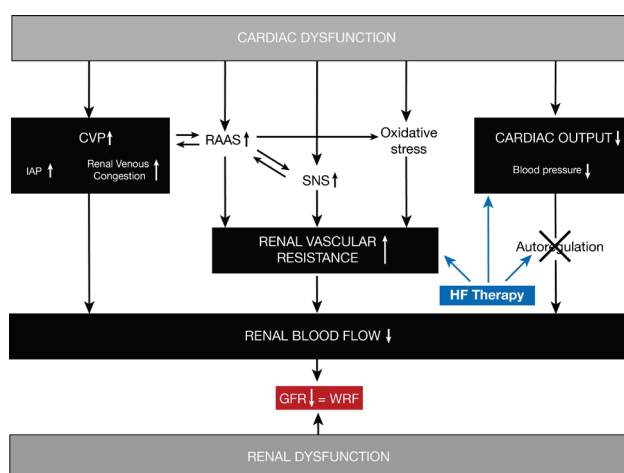 CARDIAC DYSFUNCTION
CVP↑
IAP ↑
Renal Venous
Congestion ↑
RAAS↑
SNS↑
Oxidative
stress
CARDIAC OUTPUT↓
Blood pressure ↓
RENAL VASCULAR
RESISTANCE ↑
Autoregulation
HF Therapy
RENAL BLOOD FLOW ↓
GFR↓= WRF
RENAL DYSFUNCTION